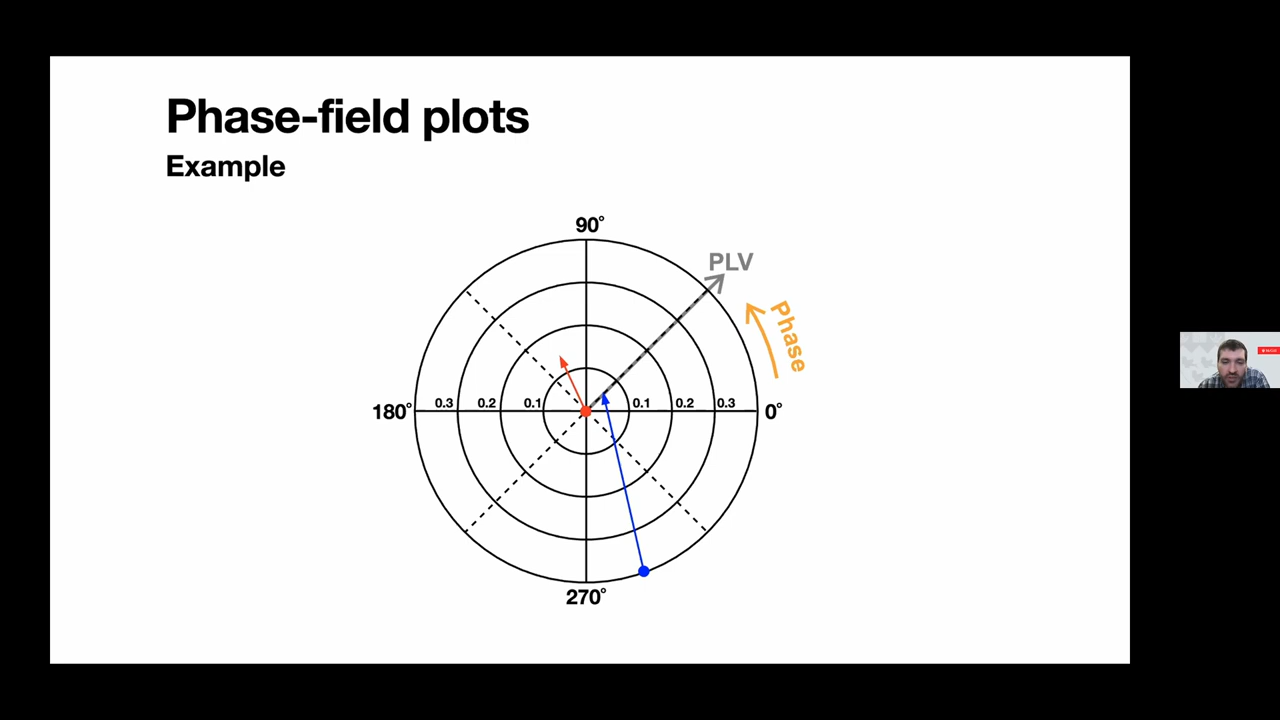 Phase-field plots
Example
90°
PLV
Phase
180°
0.3
0.2
0.1
0.1
0.2
0.3
0°
270°